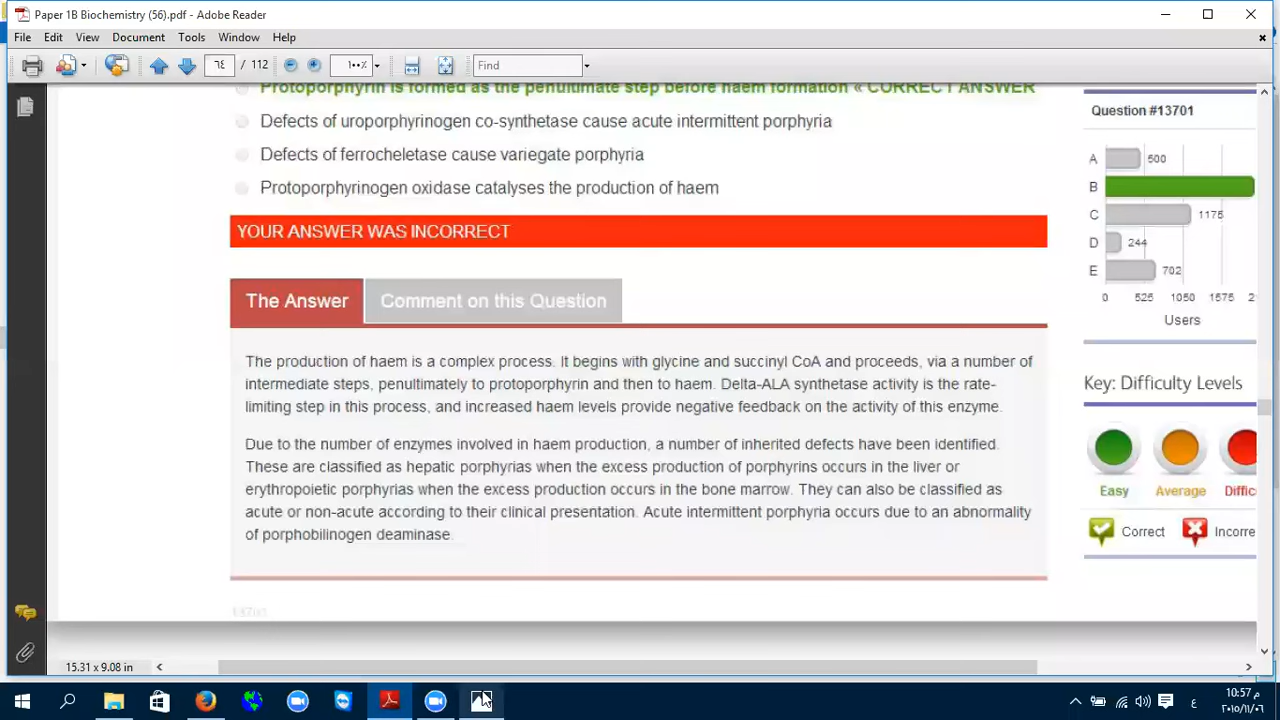 Paper 1B Biochemistry (56).pdf - Adobe Reader
File Edit View Document Tools Window Help
٦٤ / 112 ١٠٠٪ Find
Protoporphyrin is formed as the penultimate step before haem formation « CORRECT ANSWER
Defects of uroporphyrinogen co-synthetase cause acute intermittent porphyria
Defects of ferrocheletase cause variegate porphyria
Protoporphyrinogen oxidase catalyses the production of haem
YOUR ANSWER WAS INCORRECT
The Answer Comment on this Question
The production of haem is a complex process. It begins with glycine and succinyl CoA and proceeds, via a number of
intermediate steps, penultimately to protoporphyrin and then to haem. Delta-ALA synthetase activity is the rate-
limiting step in this process, and increased haem levels provide negative feedback on the activity of this enzyme.
Due to the number of enzymes involved in haem production, a number of inherited defects have been identified.
These are classified as hepatic porphyrias when the excess production of porphyrins occurs in the liver or
erythropoietic porphyrias when the excess production occurs in the bone marrow. They can also be classified as
acute or non-acute according to their clinical presentation. Acute intermittent porphyria occurs due to an abnormality
of porphobilinogen deaminase.
Question #13701
A 500
B
C 1175
D 244
E 702
0 525 1050 1575 2
Users
Key: Difficulty Levels
Easy Average Diffic
Correct Incorre
15.31 x 9.08 in
ع
10:57 م
٢٠١٥/١١/٠٦